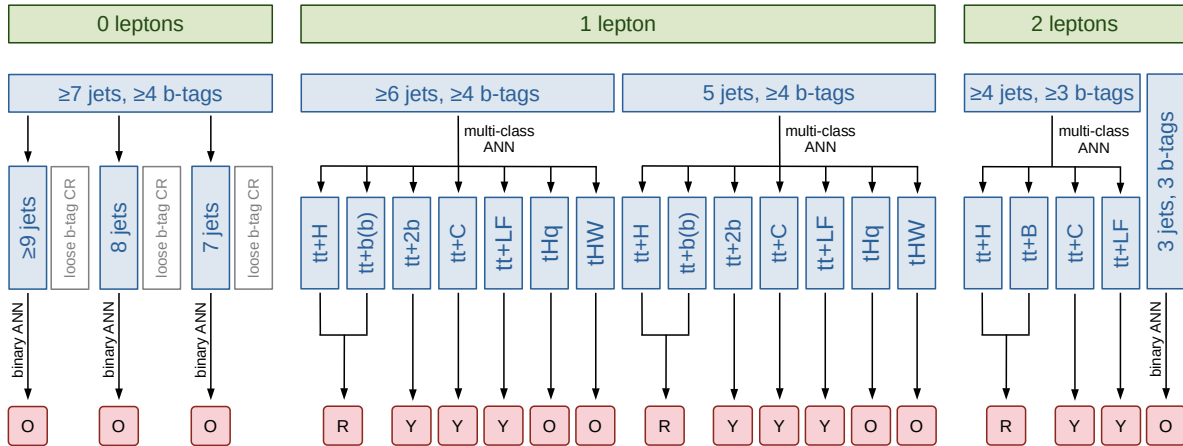 0 leptons
1 lepton
2 leptons
≥7 jets, ≥4 b-tags
≥6 jets, ≥4 b-tags
5 jets, ≥4 b-tags
≥4 jets, ≥3 b-tags
3 jets, 3 b-tags
multi-class
ANN
multi-class
ANN
multi-class
ANN
≥9 jets
loose b-tag CR
8 jets
loose b-tag CR
7 jets
loose b-tag CR
tt+H
tt+b(b)
tt+2b
tt+C
tt+LF
tHq
tHW
tt+H
tt+b(b)
tt+2b
tt+C
tt+LF
tHq
tHW
tt+H
tt+B
tt+C
tt+LF
binary ANN
binary ANN
binary ANN
binary ANN
O
O
O
R
Y
Y
Y
O
O
R
Y
Y
Y
O
O
R
Y
Y
O